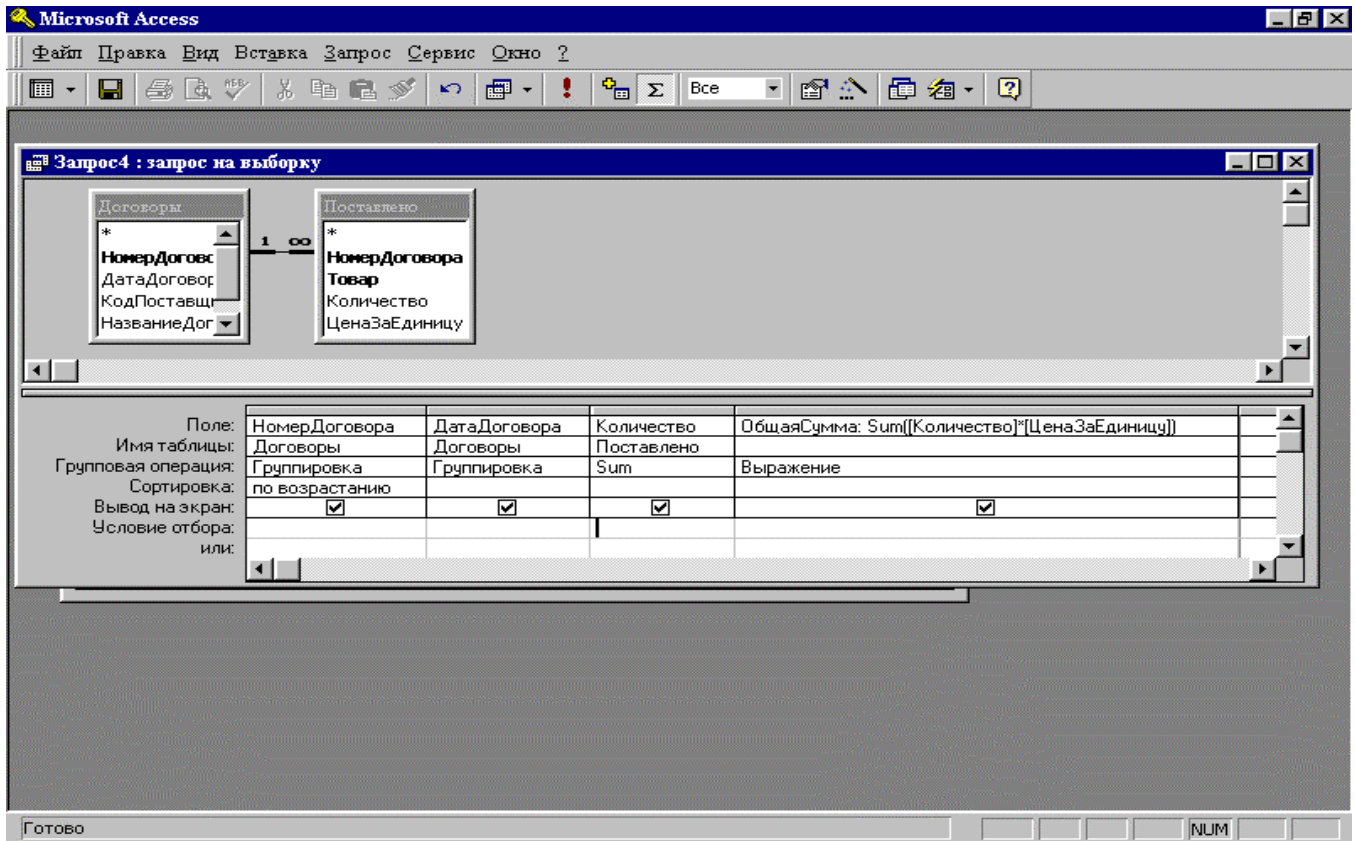 Microsoft Access
Файл Правка Вид Вставка Запрос Сервис Окно ?
Все
Запрос4 : запрос на выборку
Договоры
*
НомерДогово
ДатаДоговор
КодПоставщи
НазваниеДог
1 ∞
Поставлено
*
НомерДоговора
Товар
Количество
ЦенаЗаЕдиницу
Поле: НомерДоговора ДатаДоговора Количество ОбщаяСумма: Sum([Количество]*[ЦенаЗаЕдиницу])
Имя таблицы: Договоры Договоры Поставлено
Групповая операция: Группировка Группировка Sum Выражение
Сортировка: по возрастанию
Вывод на экран:
Условие отбора:
или:
Готово NUM